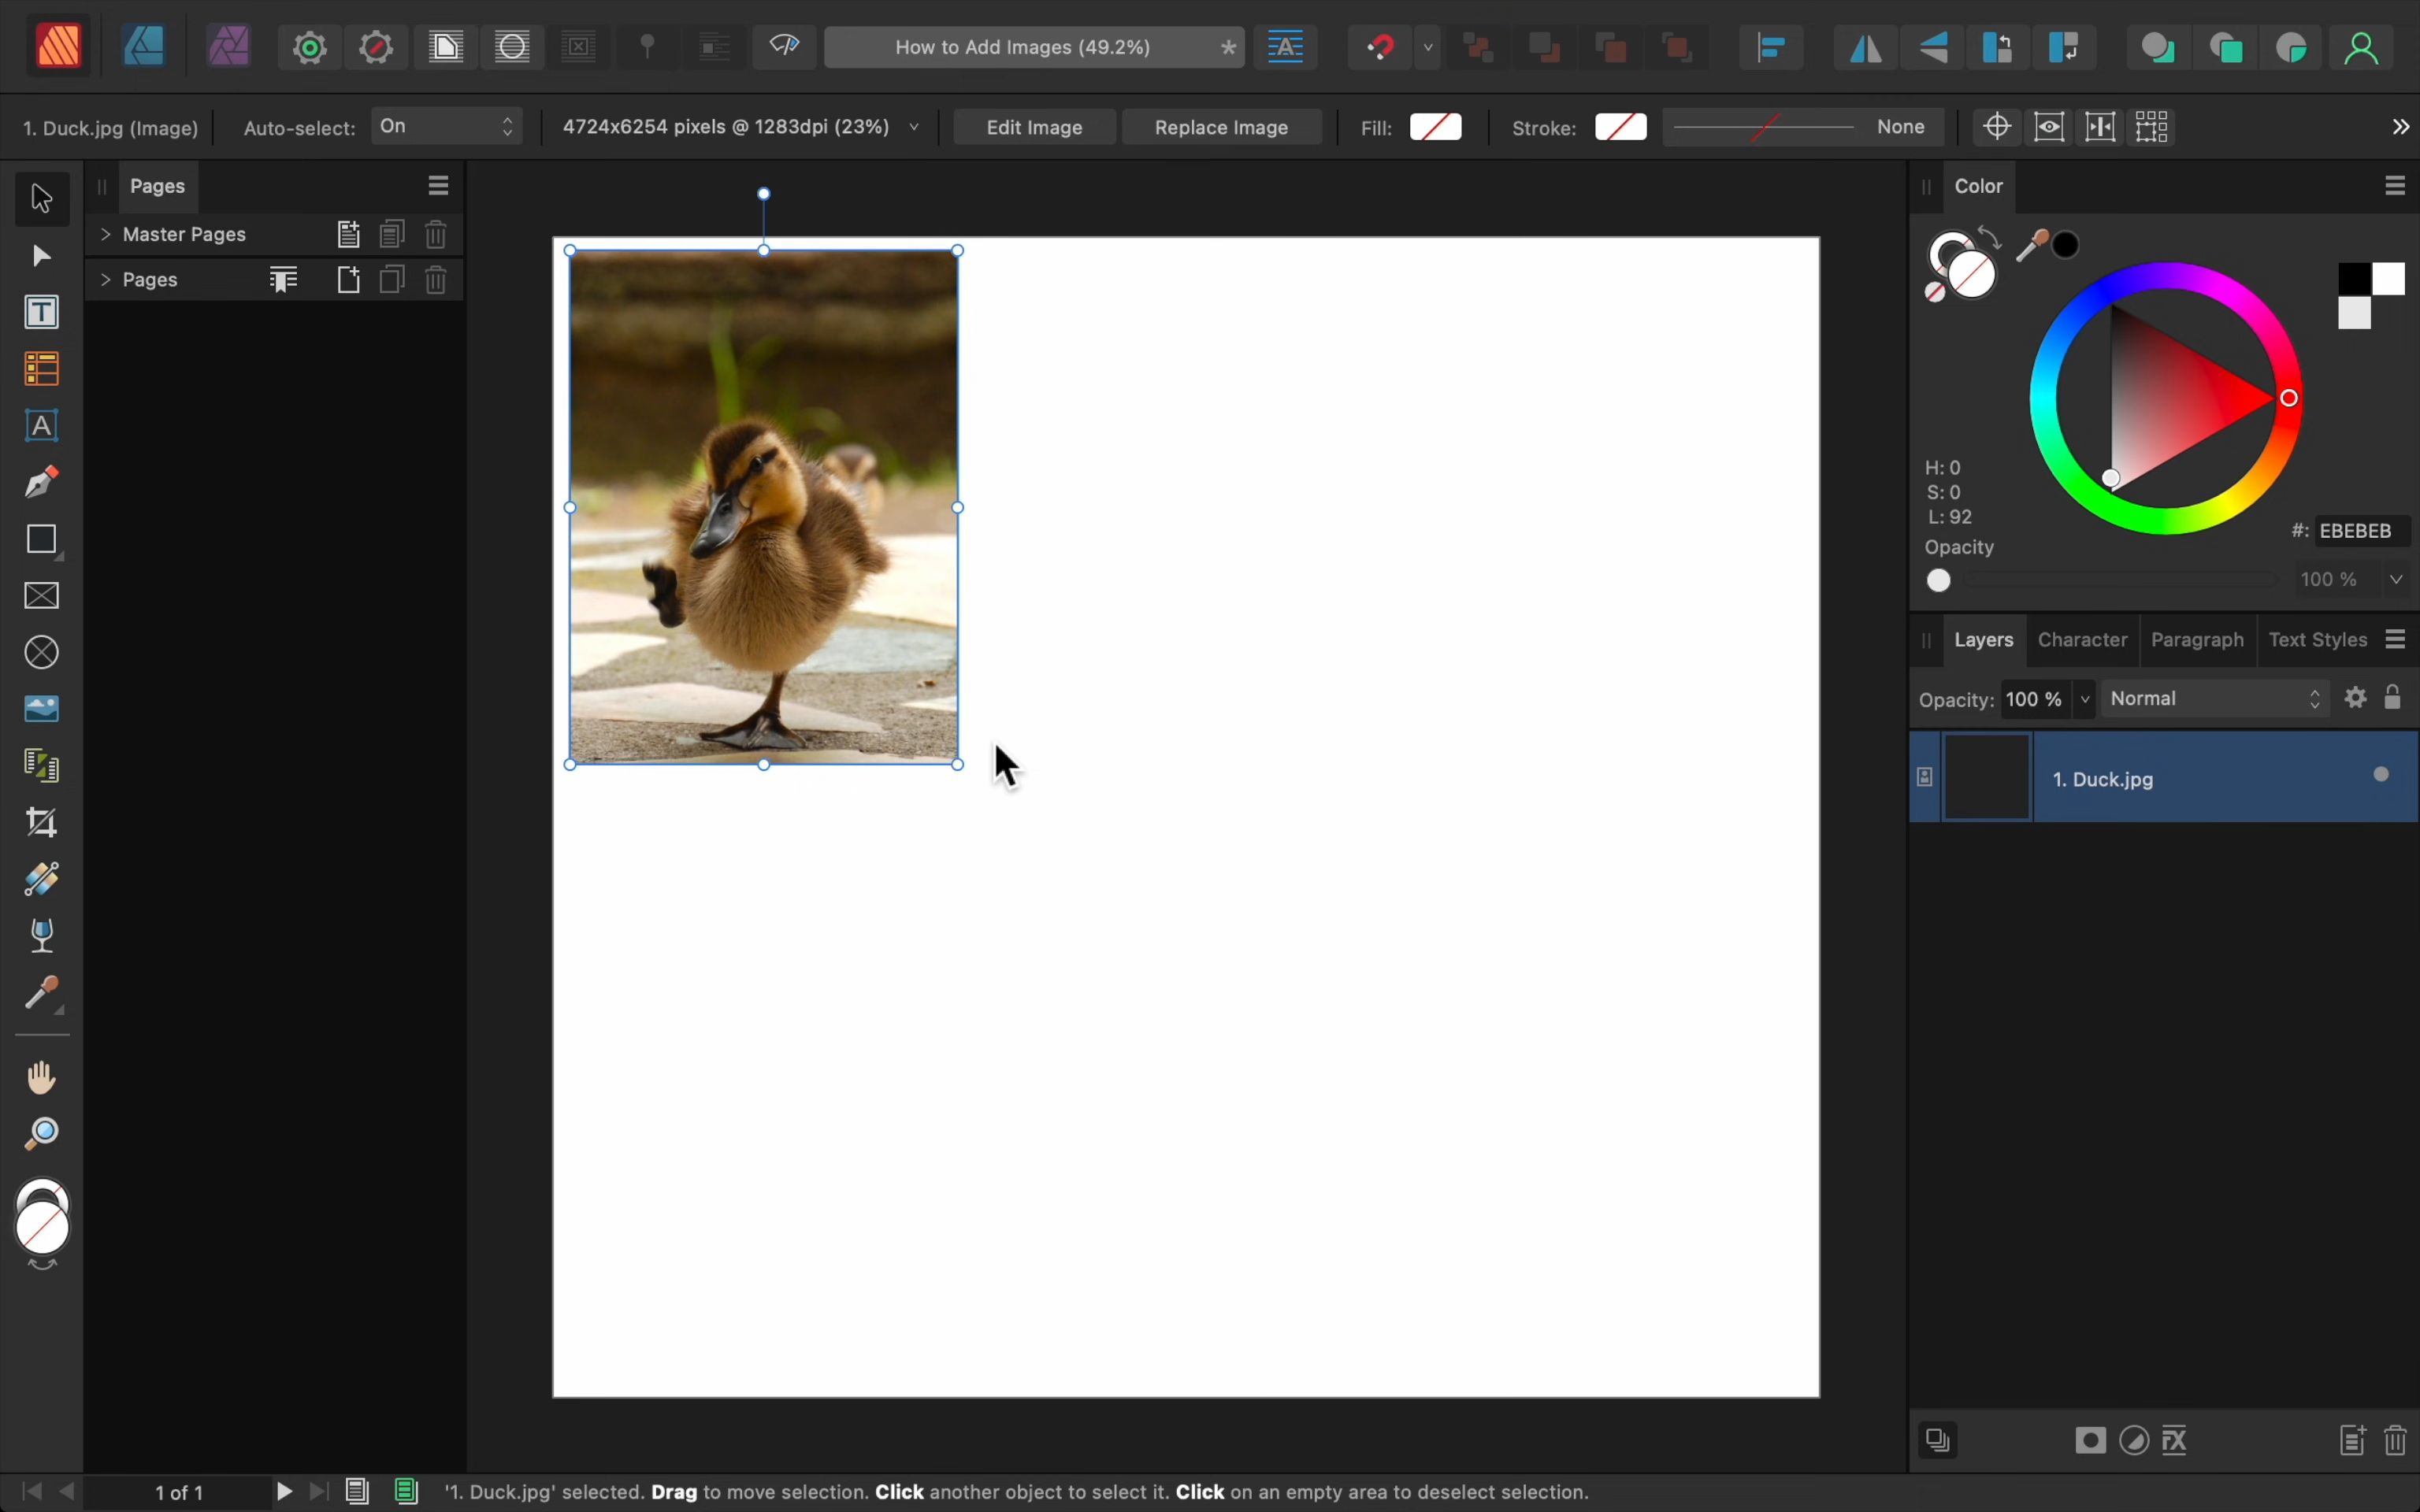 How to Add Images (49.2%) *
1. Duck.jpg (Image)
Auto-select: On
4724x6254 pixels @ 1283dpi (23%)
Edit Image
Replace Image
Fill:
Stroke:
None
Pages
Master Pages
Pages
Color
H: 0
S: 0
L: 92
#: EBEBEB
Opacity
100 %
Layers
Character
Paragraph
Text Styles
Opacity: 100 %
Normal
1. Duck.jpg
1 of 1
'1. Duck.jpg' selected. Drag to move selection. Click another object to select it. Click on an empty area to deselect selection.